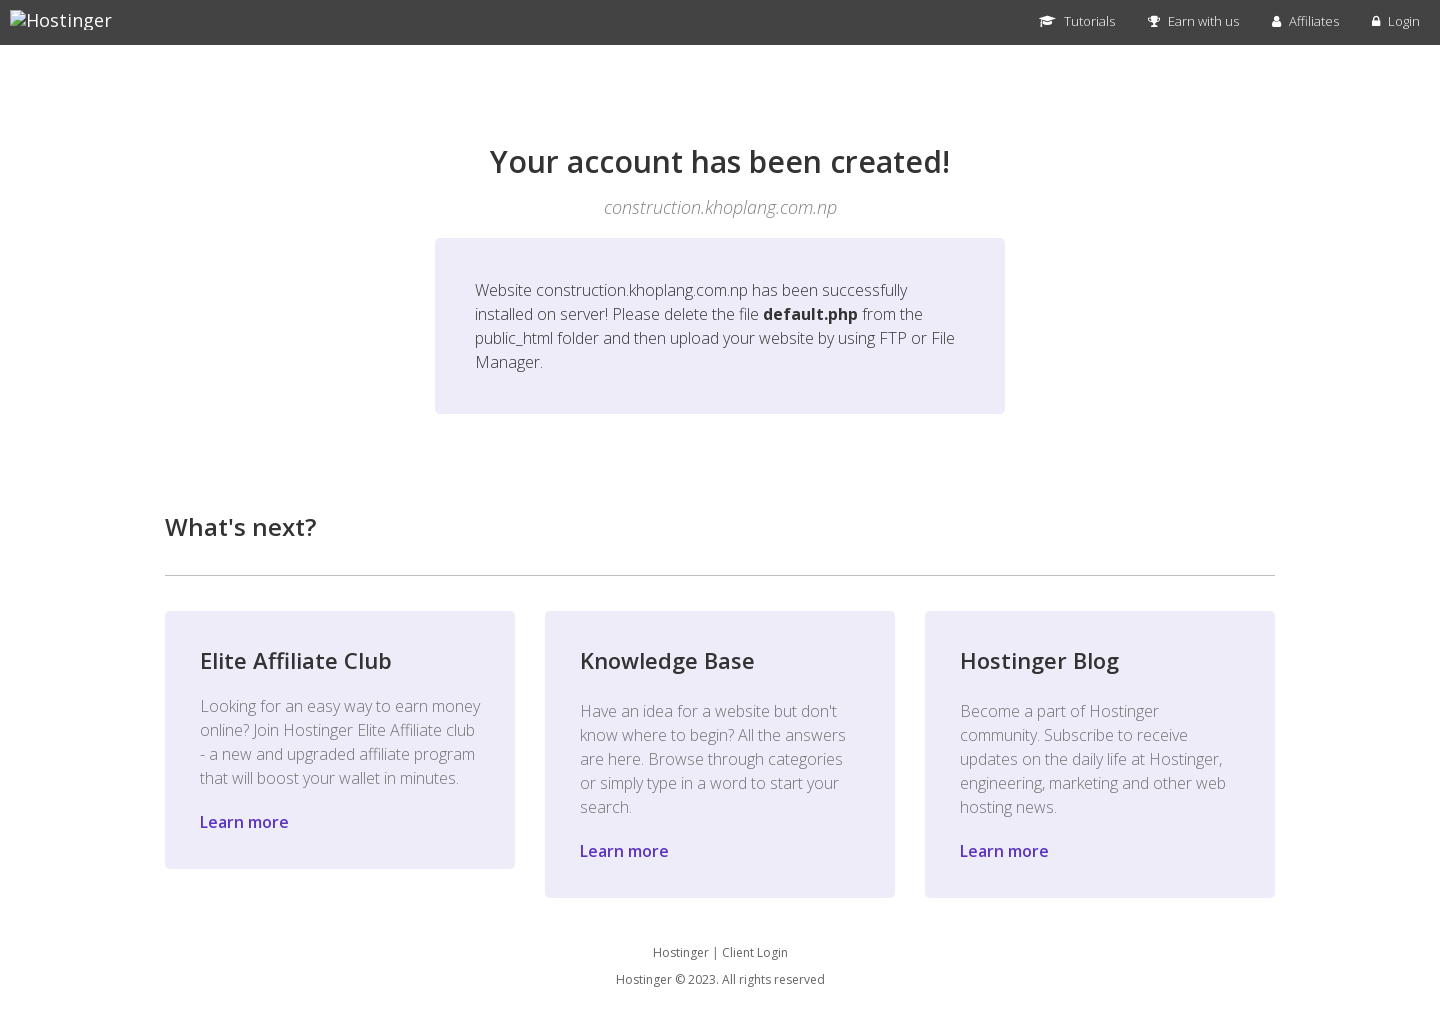 Hostinger
Tutorials
Earn with us
Affiliates
Login
Your account has been created!
construction.khoplang.com.np
Website construction.khoplang.com.np has been successfully
installed on server! Please delete the file default.php from the
public_html folder and then upload your website by using FTP or File
Manager.
What's next?
Elite Affiliate Club
Looking for an easy way to earn money
online? Join Hostinger Elite Affiliate club
- a new and upgraded affiliate program
that will boost your wallet in minutes.
Learn more
Knowledge Base
Have an idea for a website but don't
know where to begin? All the answers
are here. Browse through categories
or simply type in a word to start your
search.
Learn more
Hostinger Blog
Become a part of Hostinger
community. Subscribe to receive
updates on the daily life at Hostinger,
engineering, marketing and other web
hosting news.
Learn more
Hostinger | Client Login
Hostinger © 2023. All rights reserved